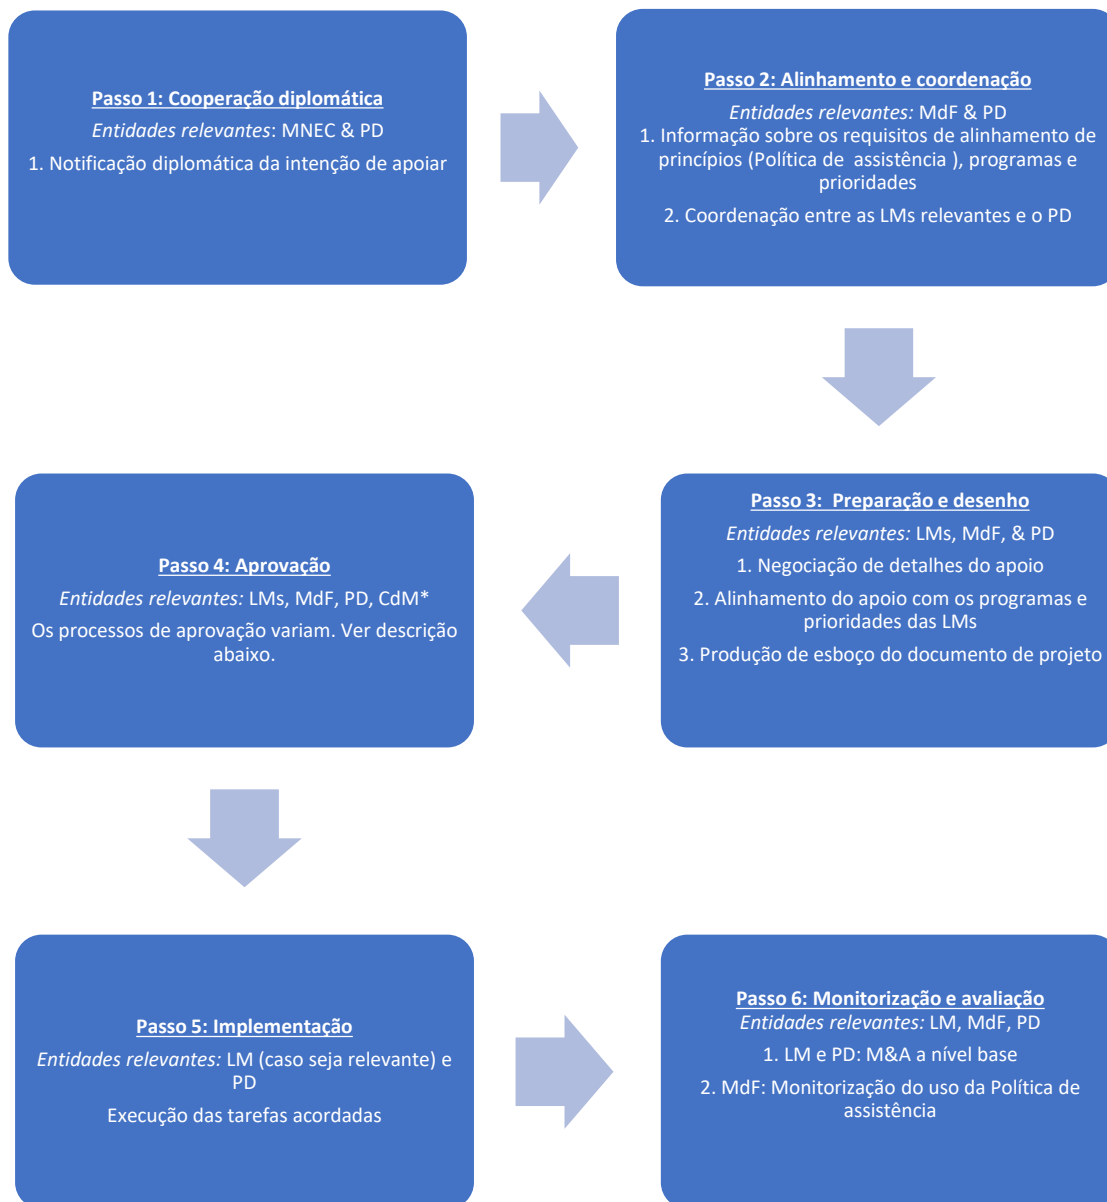 Passo 1: Cooperação diplomática
Entidades relevantes: MNEC & PD
1. Notificação diplomática da intenção de apoiar
Passo 2: Alinhamento e coordenação
Entidades relevantes: MdF & PD
1. Informação sobre os requisitos de alinhamento de
princípios (Política de assistência ), programas e
prioridades
2. Coordenação entre as LMs relevantes e o PD
Passo 3: Preparação e desenho
Entidades relevantes: LMs, MdF, & PD
1. Negociação de detalhes do apoio
2. Alinhamento do apoio com os programas e
prioridades das LMs
3. Produção de esboço do documento de projeto
Passo 4: Aprovação
Entidades relevantes: LMs, MdF, PD, CdM*
Os processos de aprovação variam. Ver descrição
abaixo.
Passo 5: Implementação
Entidades relevantes: LM (caso seja relevante) e
PD
Execução das tarefas acordadas
Passo 6: Monitorização e avaliação
Entidades relevantes: LM, MdF, PD
1. LM e PD: M&A a nível base
2. MdF: Monitorização do uso da Política de
assistência